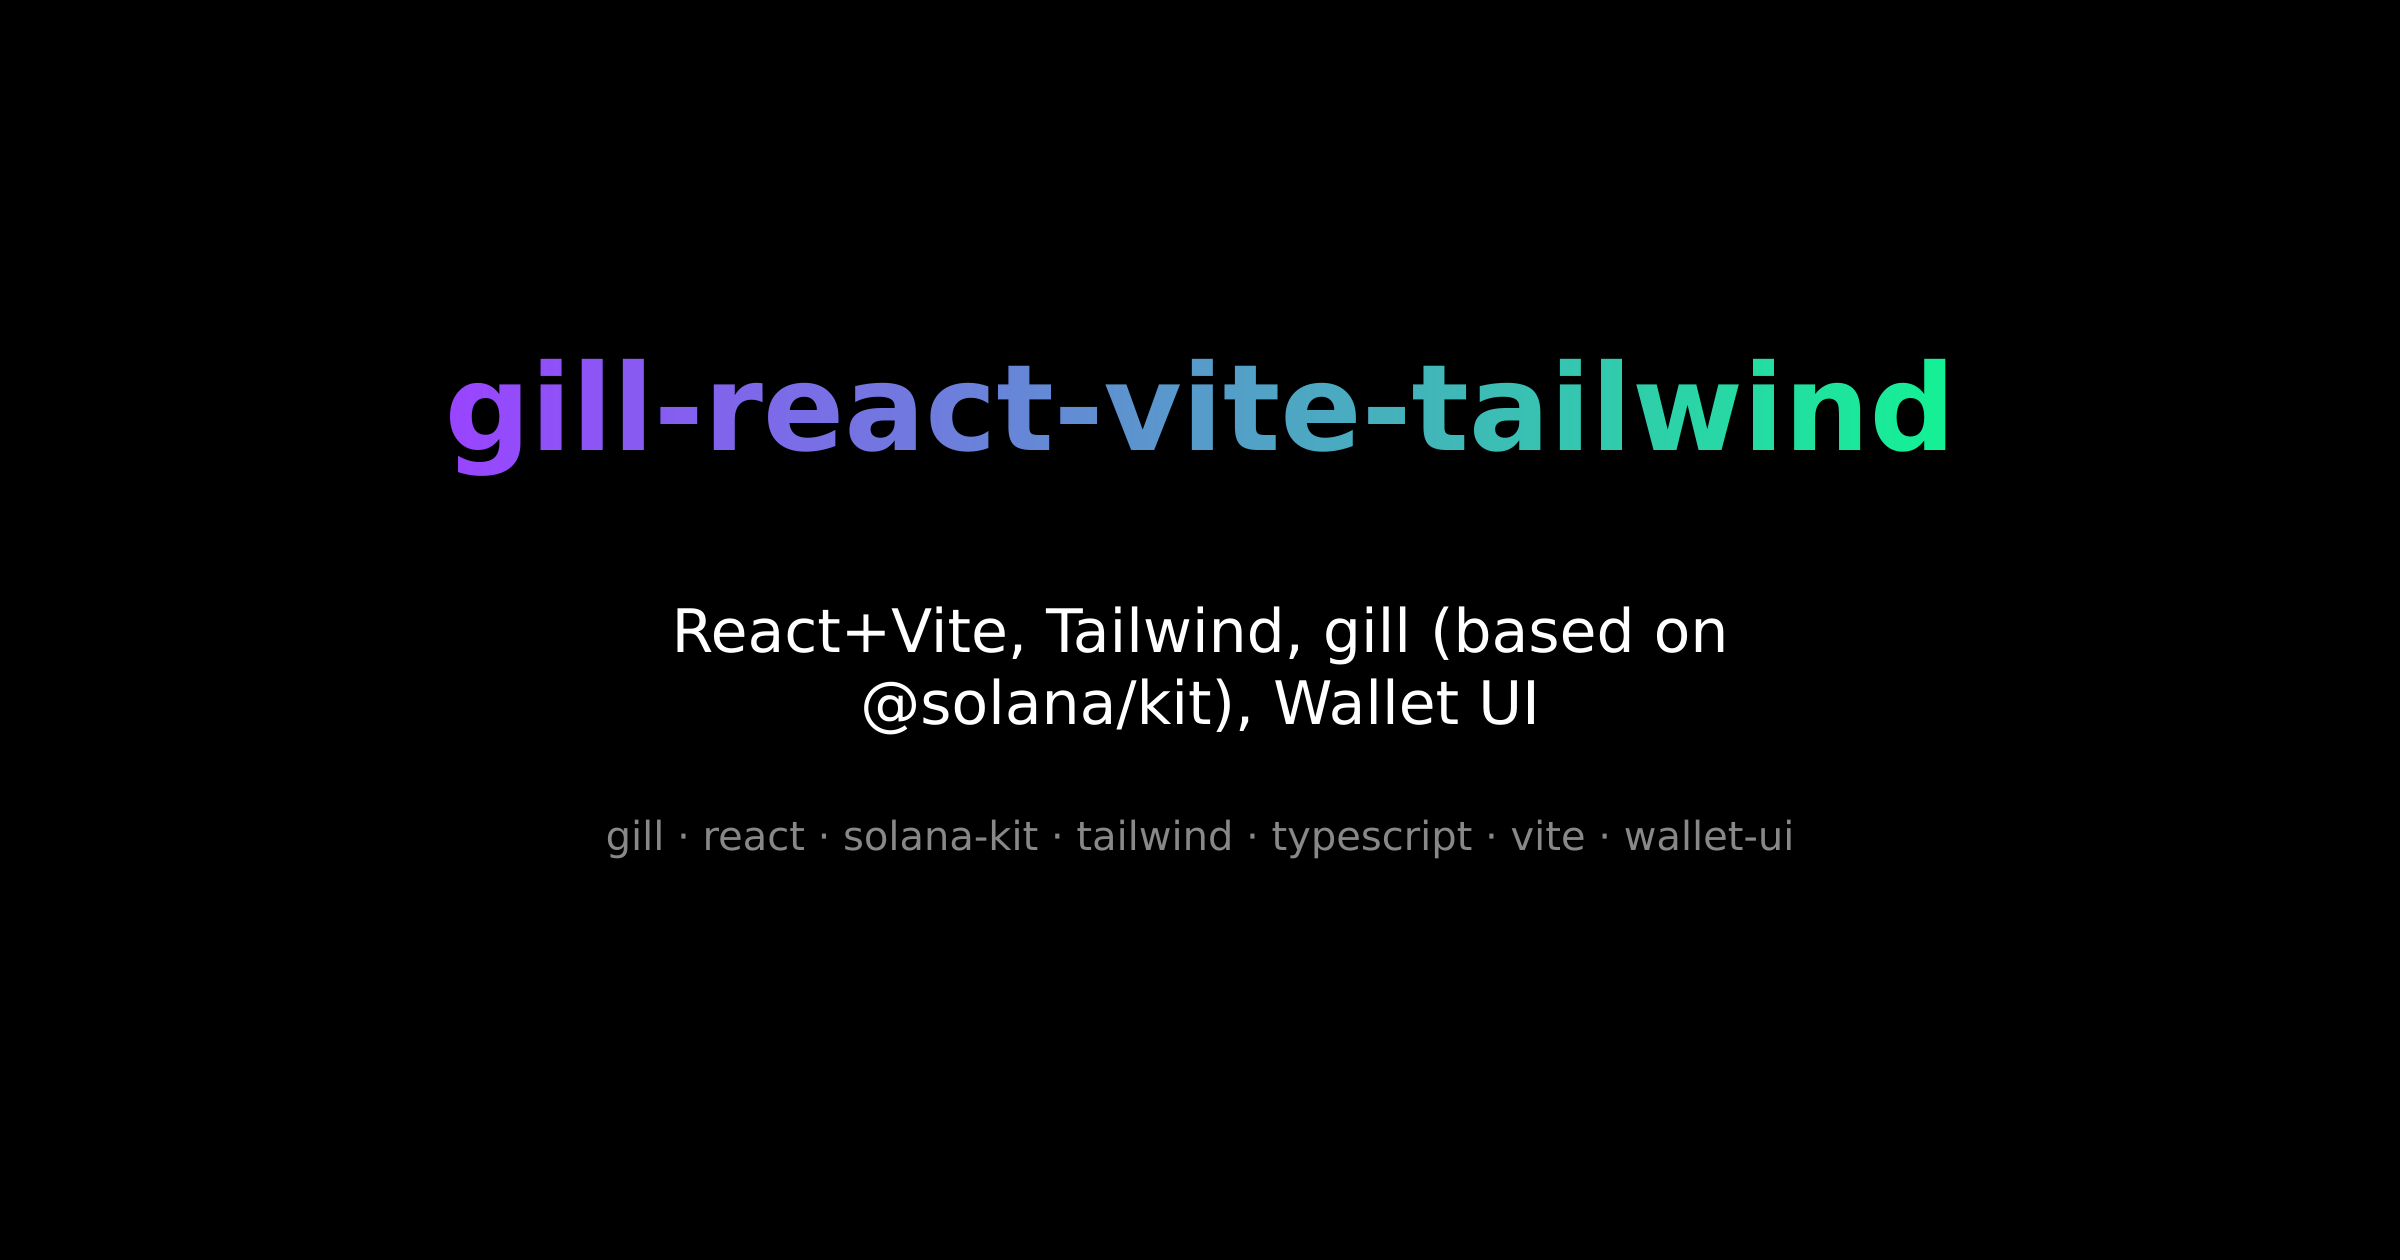 gill-react-vite-tailwind
React+Vite, Tailwind, gill (based on
@solana/kit), Wallet UI
gill · react · solana-kit · tailwind · typescript · vite · wallet-ui